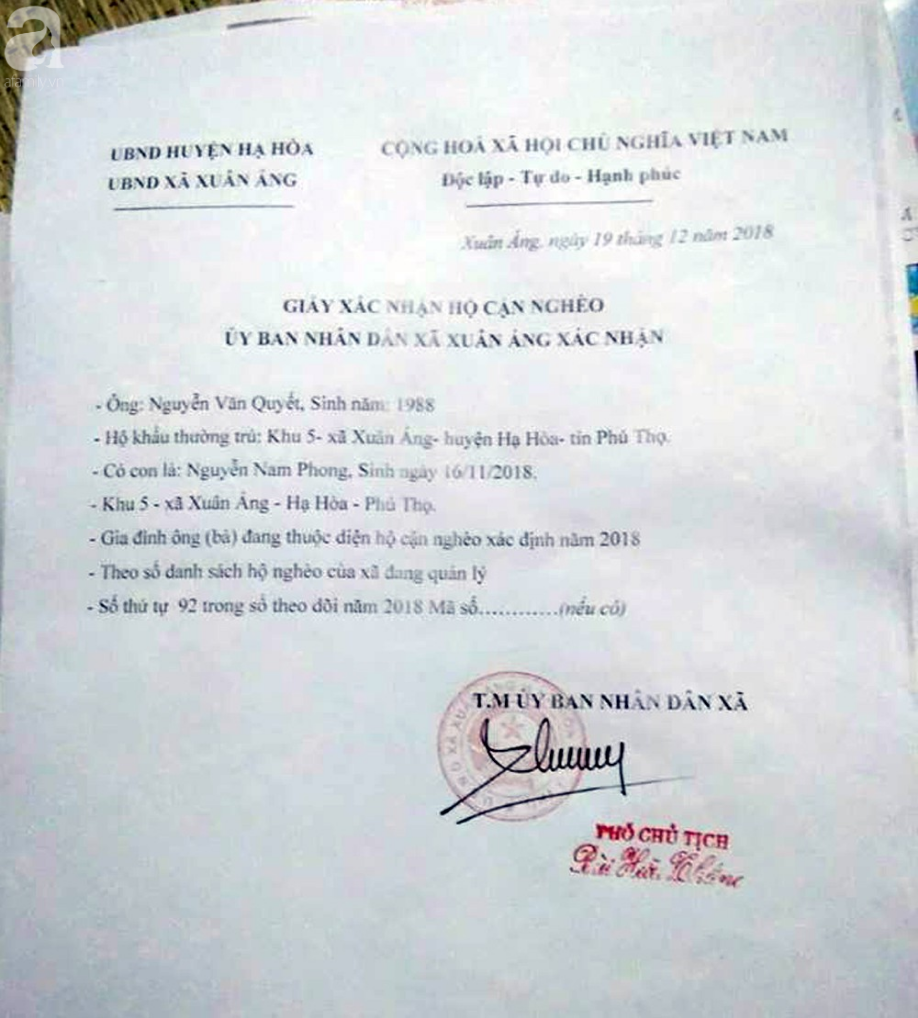 a
afamily.vn
UBND HUYỆN HẠ HÒA
UBND XÃ XUÂN ÁNG
CỘNG HOÀ XÃ HỘI CHỦ NGHĨA VIỆT NAM
Độc lập - Tự do - Hạnh phúc
Xuân Áng, ngày 19 tháng 12 năm 2018
GIẤY XÁC NHẬN HỘ CẬN NGHÈO
ỦY BAN NHÂN DÂN XÃ XUÂN ÁNG XÁC NHẬN
- Ông: Nguyễn Văn Quyết, Sinh năm: 1988
- Hộ khẩu thường trú: Khu 5- xã Xuân Áng- huyện Hạ Hòa- tỉn Phú Thọ.
- Có con là: Nguyễn Nam Phong, Sinh ngày 16/11/2018.
- Khu 5 - xã Xuân Áng - Hạ Hòa - Phú Thọ.
- Gia đình ông (bà) đang thuộc diện hộ cận nghèo xác định năm 2018
- Theo số danh sách hộ nghèo của xã đang quản lý
- Số thứ tự 92 trong số theo dõi năm 2018 Mã số.............(nếu có)
T.M ỦY BAN NHÂN DÂN XÃ
PHÓ CHỦ TỊCH